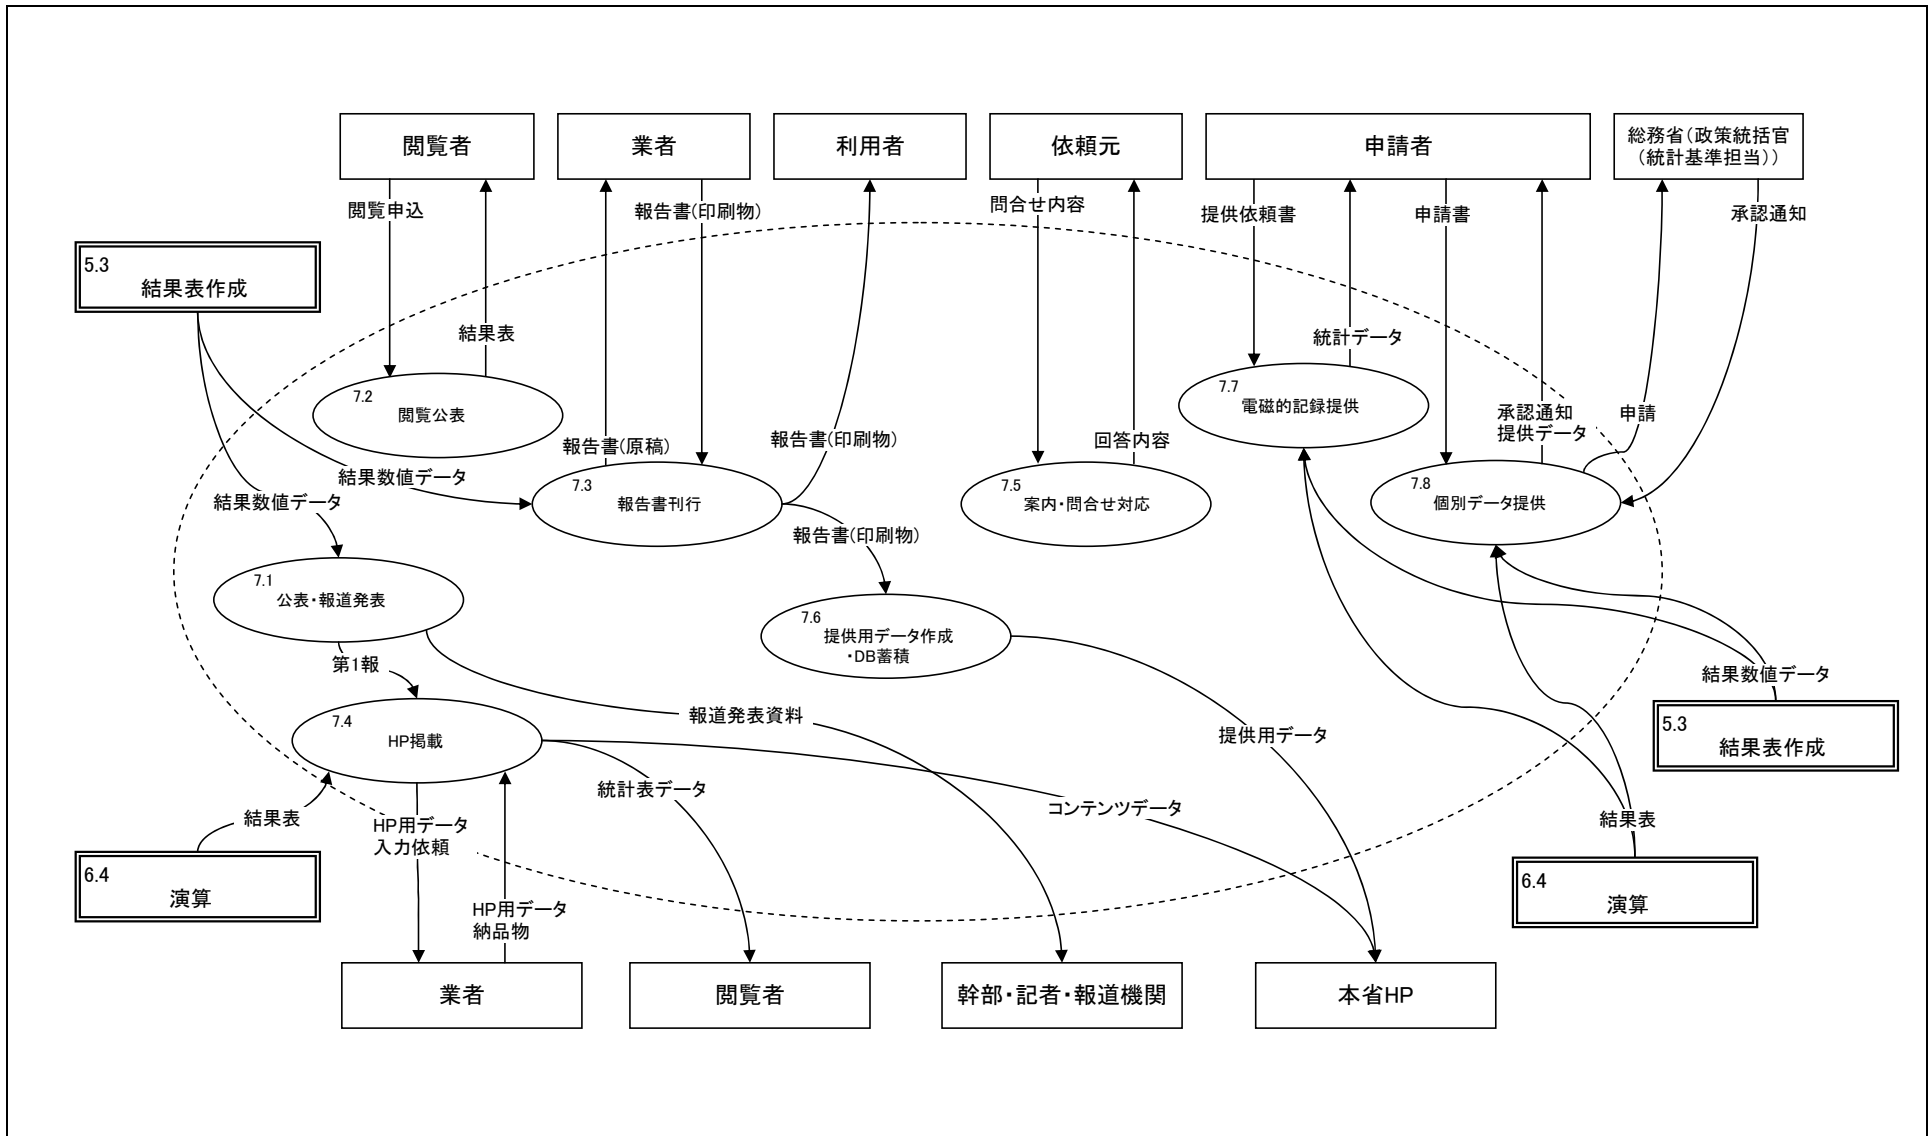 閲覧者
業者
利用者
依頼元
申請者
総務省(政策統括官
(統計基準担当))
閲覧申込
報告書(印刷物)
問合せ内容
提供依頼書
申請書
承認通知
5.3
結果表作成
結果表
統計データ
7.2
閲覧公表
7.7
電磁的記録提供
報告書(原稿)
報告書(印刷物)
回答内容
承認通知
提供データ
申請
結果数値データ
結果数値データ
7.3
報告書刊行
7.5
案内・問合せ対応
7.8
個別データ提供
報告書(印刷物)
7.1
公表・報道発表
7.6
提供用データ作成
・DB蓄積
第1報
結果数値データ
7.4
HP掲載
報道発表資料
提供用データ
5.3
結果表作成
統計表データ
コンテンツデータ
結果表
HP用データ
入力依頼
結果表
6.4
演算
6.4
演算
HP用データ
納品物
業者
閲覧者
幹部・記者・報道機関
本省HP